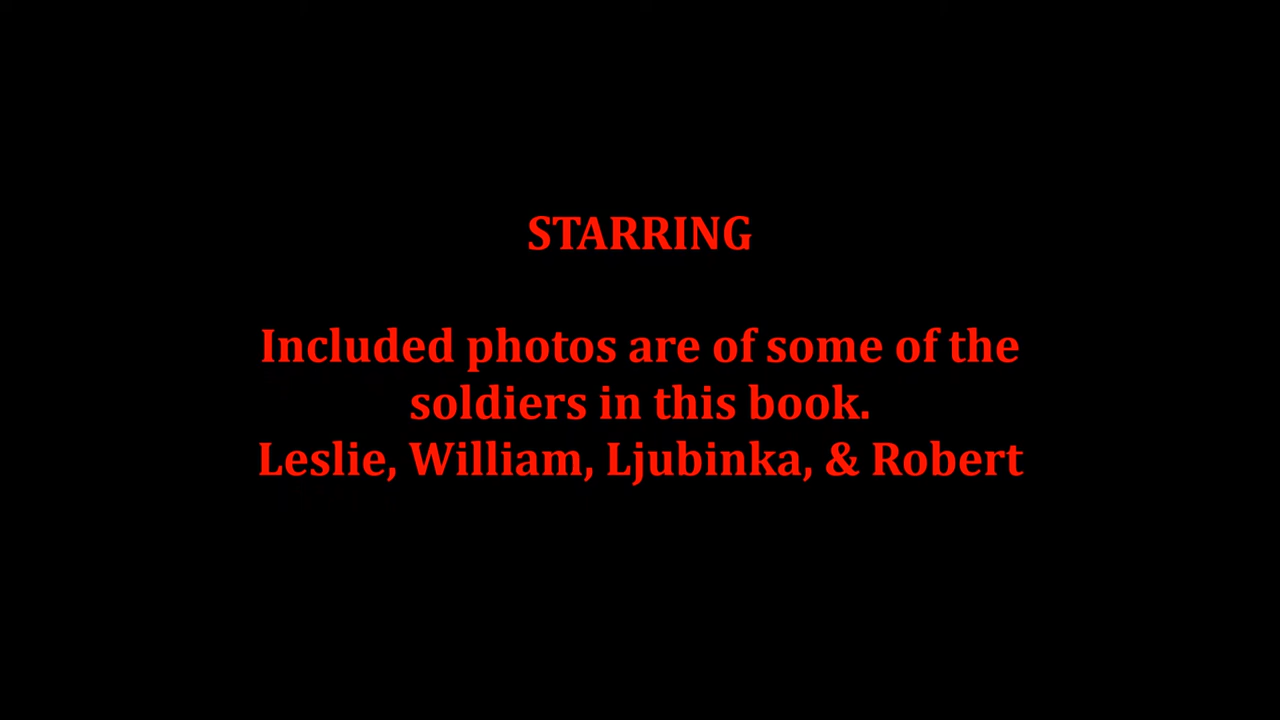 STARRING
Included photos are of some of the
soldiers in this book.
Leslie, William, Ljubinka, & Robert